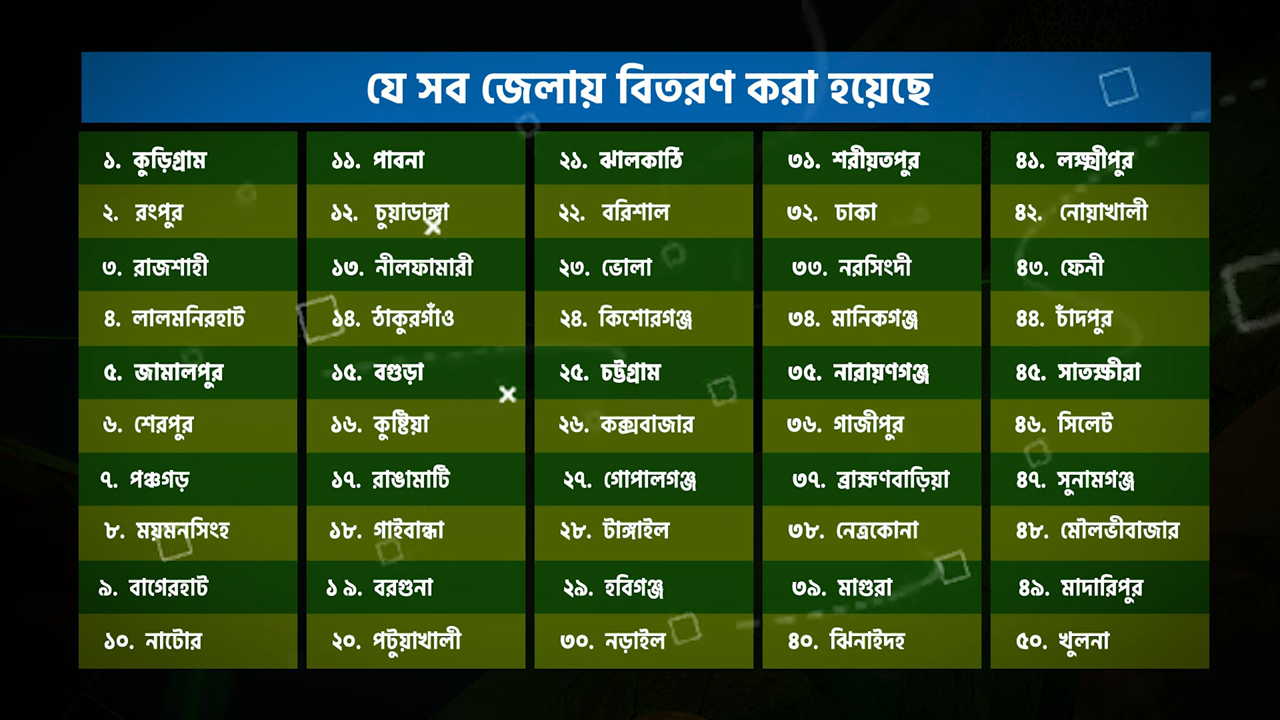 যে সব জেলায় বিতরণ করা হয়েছে
১. কুড়িগ্রাম
২. রংপুর
৩. রাজশাহী
৪. লালমনিরহাট
৫. জামালপুর
৬. শেরপুর
৭. পঞ্চগড়
৮. ময়মনসিংহ
৯. বাগেরহাট
১০. নাটোর
১১. পাবনা
১২. চুয়াডাঙ্গা
১৩. নীলফামারী
১৪. ঠাকুরগাঁও
১৫. বগুড়া
১৬. কুষ্টিয়া
১৭. রাঙামাটি
১৮. গাইবান্ধা
১৯. বরগুনা
২০. পটুয়াখালী
২১. ঝালকাঠি
২২. বরিশাল
২৩. ভোলা
২৪. কিশোরগঞ্জ
২৫. চট্টগ্রাম
২৬. কক্সবাজার
২৭. গোপালগঞ্জ
২৮. টাঙ্গাইল
২৯. হবিগঞ্জ
৩০. নড়াইল
৩১. শরীয়তপুর
৩২. ঢাকা
৩৩. নরসিংদী
৩৪. মানিকগঞ্জ
৩৫. নারায়ণগঞ্জ
৩৬. গাজীপুর
৩৭. ব্রাহ্মণবাড়িয়া
৩৮. নেত্রকোনা
৩৯. মাগুরা
৪০. ঝিনাইদহ
৪১. লক্ষ্মীপুর
৪২. নোয়াখালী
৪৩. ফেনী
৪৪. চাঁদপুর
৪৫. সাতক্ষীরা
৪৬. সিলেট
৪৭. সুনামগঞ্জ
৪৮. মৌলভীবাজার
৪৯. মাদারিপুর
৫০. খুলনা